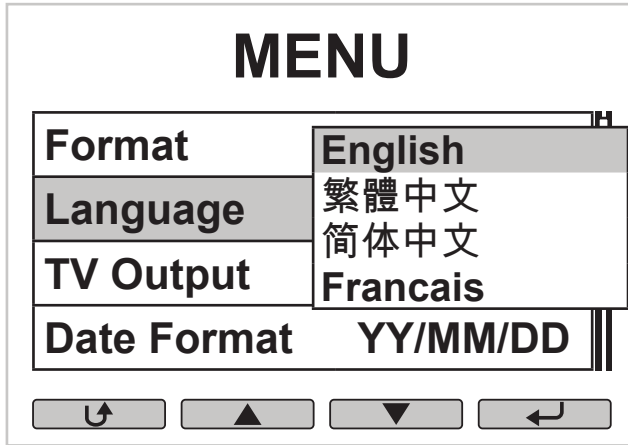 MENU
Format
English
Language
繁體中文
简体中文
TV Output
Francais
Date Format YY/MM/DD